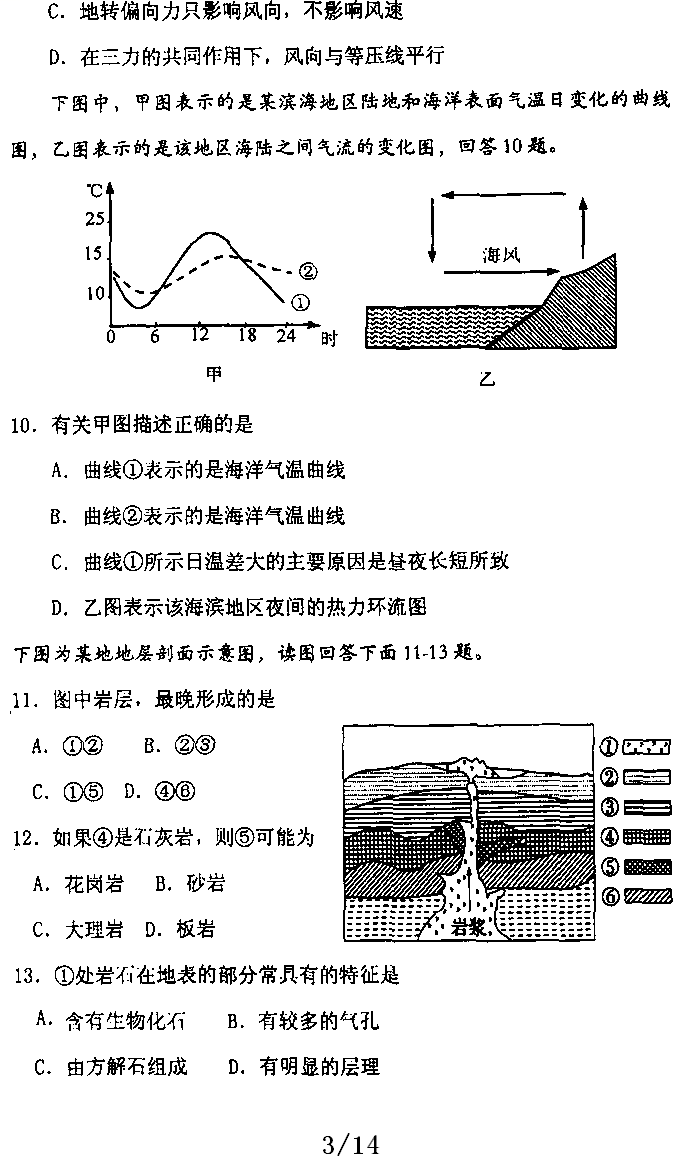 C. 地转偏向力只影响风向，不影响风速
D. 在三力的共同作用下，风向与等压线平行
下图中，甲图表示的是某滨海地区陆地和海洋表面气温日变化的曲线
图，乙图表示的是该地区海陆之间气流的变化图，回答10题。
℃
25
15
10
0 6 12 18 24 时
②
①
甲
海风
乙
10. 有关甲图描述正确的是
A. 曲线①表示的是海洋气温曲线
B. 曲线②表示的是海洋气温曲线
C. 曲线①所示日温差大的主要原因是昼夜长短所致
D. 乙图表示该海滨地区夜间的热力环流图
下图为某地地层剖面示意图，读图回答下面11-13题。
11. 图中岩层，最晚形成的是
A. ①② B. ②③
C. ①⑤ D. ④⑥
12. 如果④是石灰岩，则⑤可能为
A. 花岗岩 B. 砂岩
C. 大理岩 D. 板岩
岩浆
①
②
③
④
⑤
⑥
13. ①处岩石在地表的部分常具有的特征是
A. 含有生物化石 B. 有较多的气孔
C. 由方解石组成 D. 有明显的层理
3/14